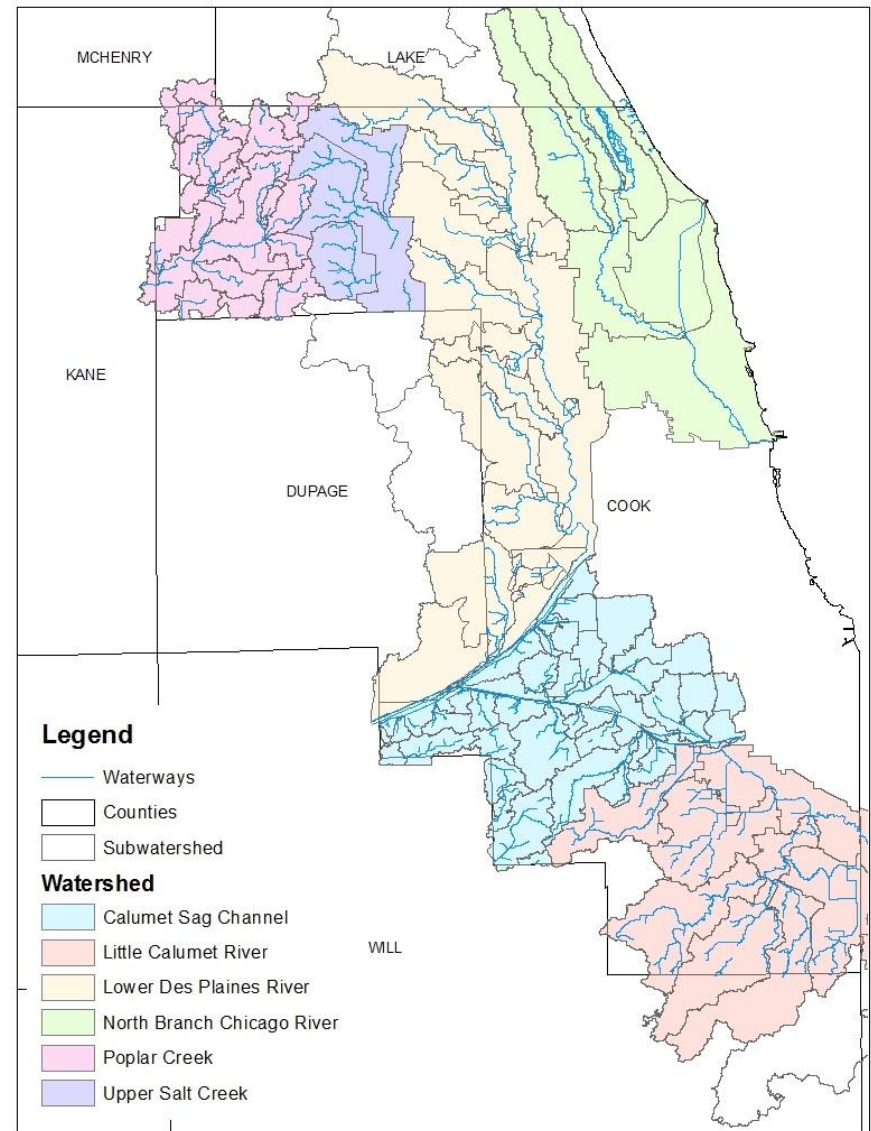 MCHENRY
LAKE
KANE
DUPAGE
COOK
Legend
Waterways
Counties
Subwatershed
Watershed
Calumet Sag Channel
Little Calumet River
WILL
Lower Des Plaines River
North Branch Chicago River
Poplar Creek
Upper Salt Creek